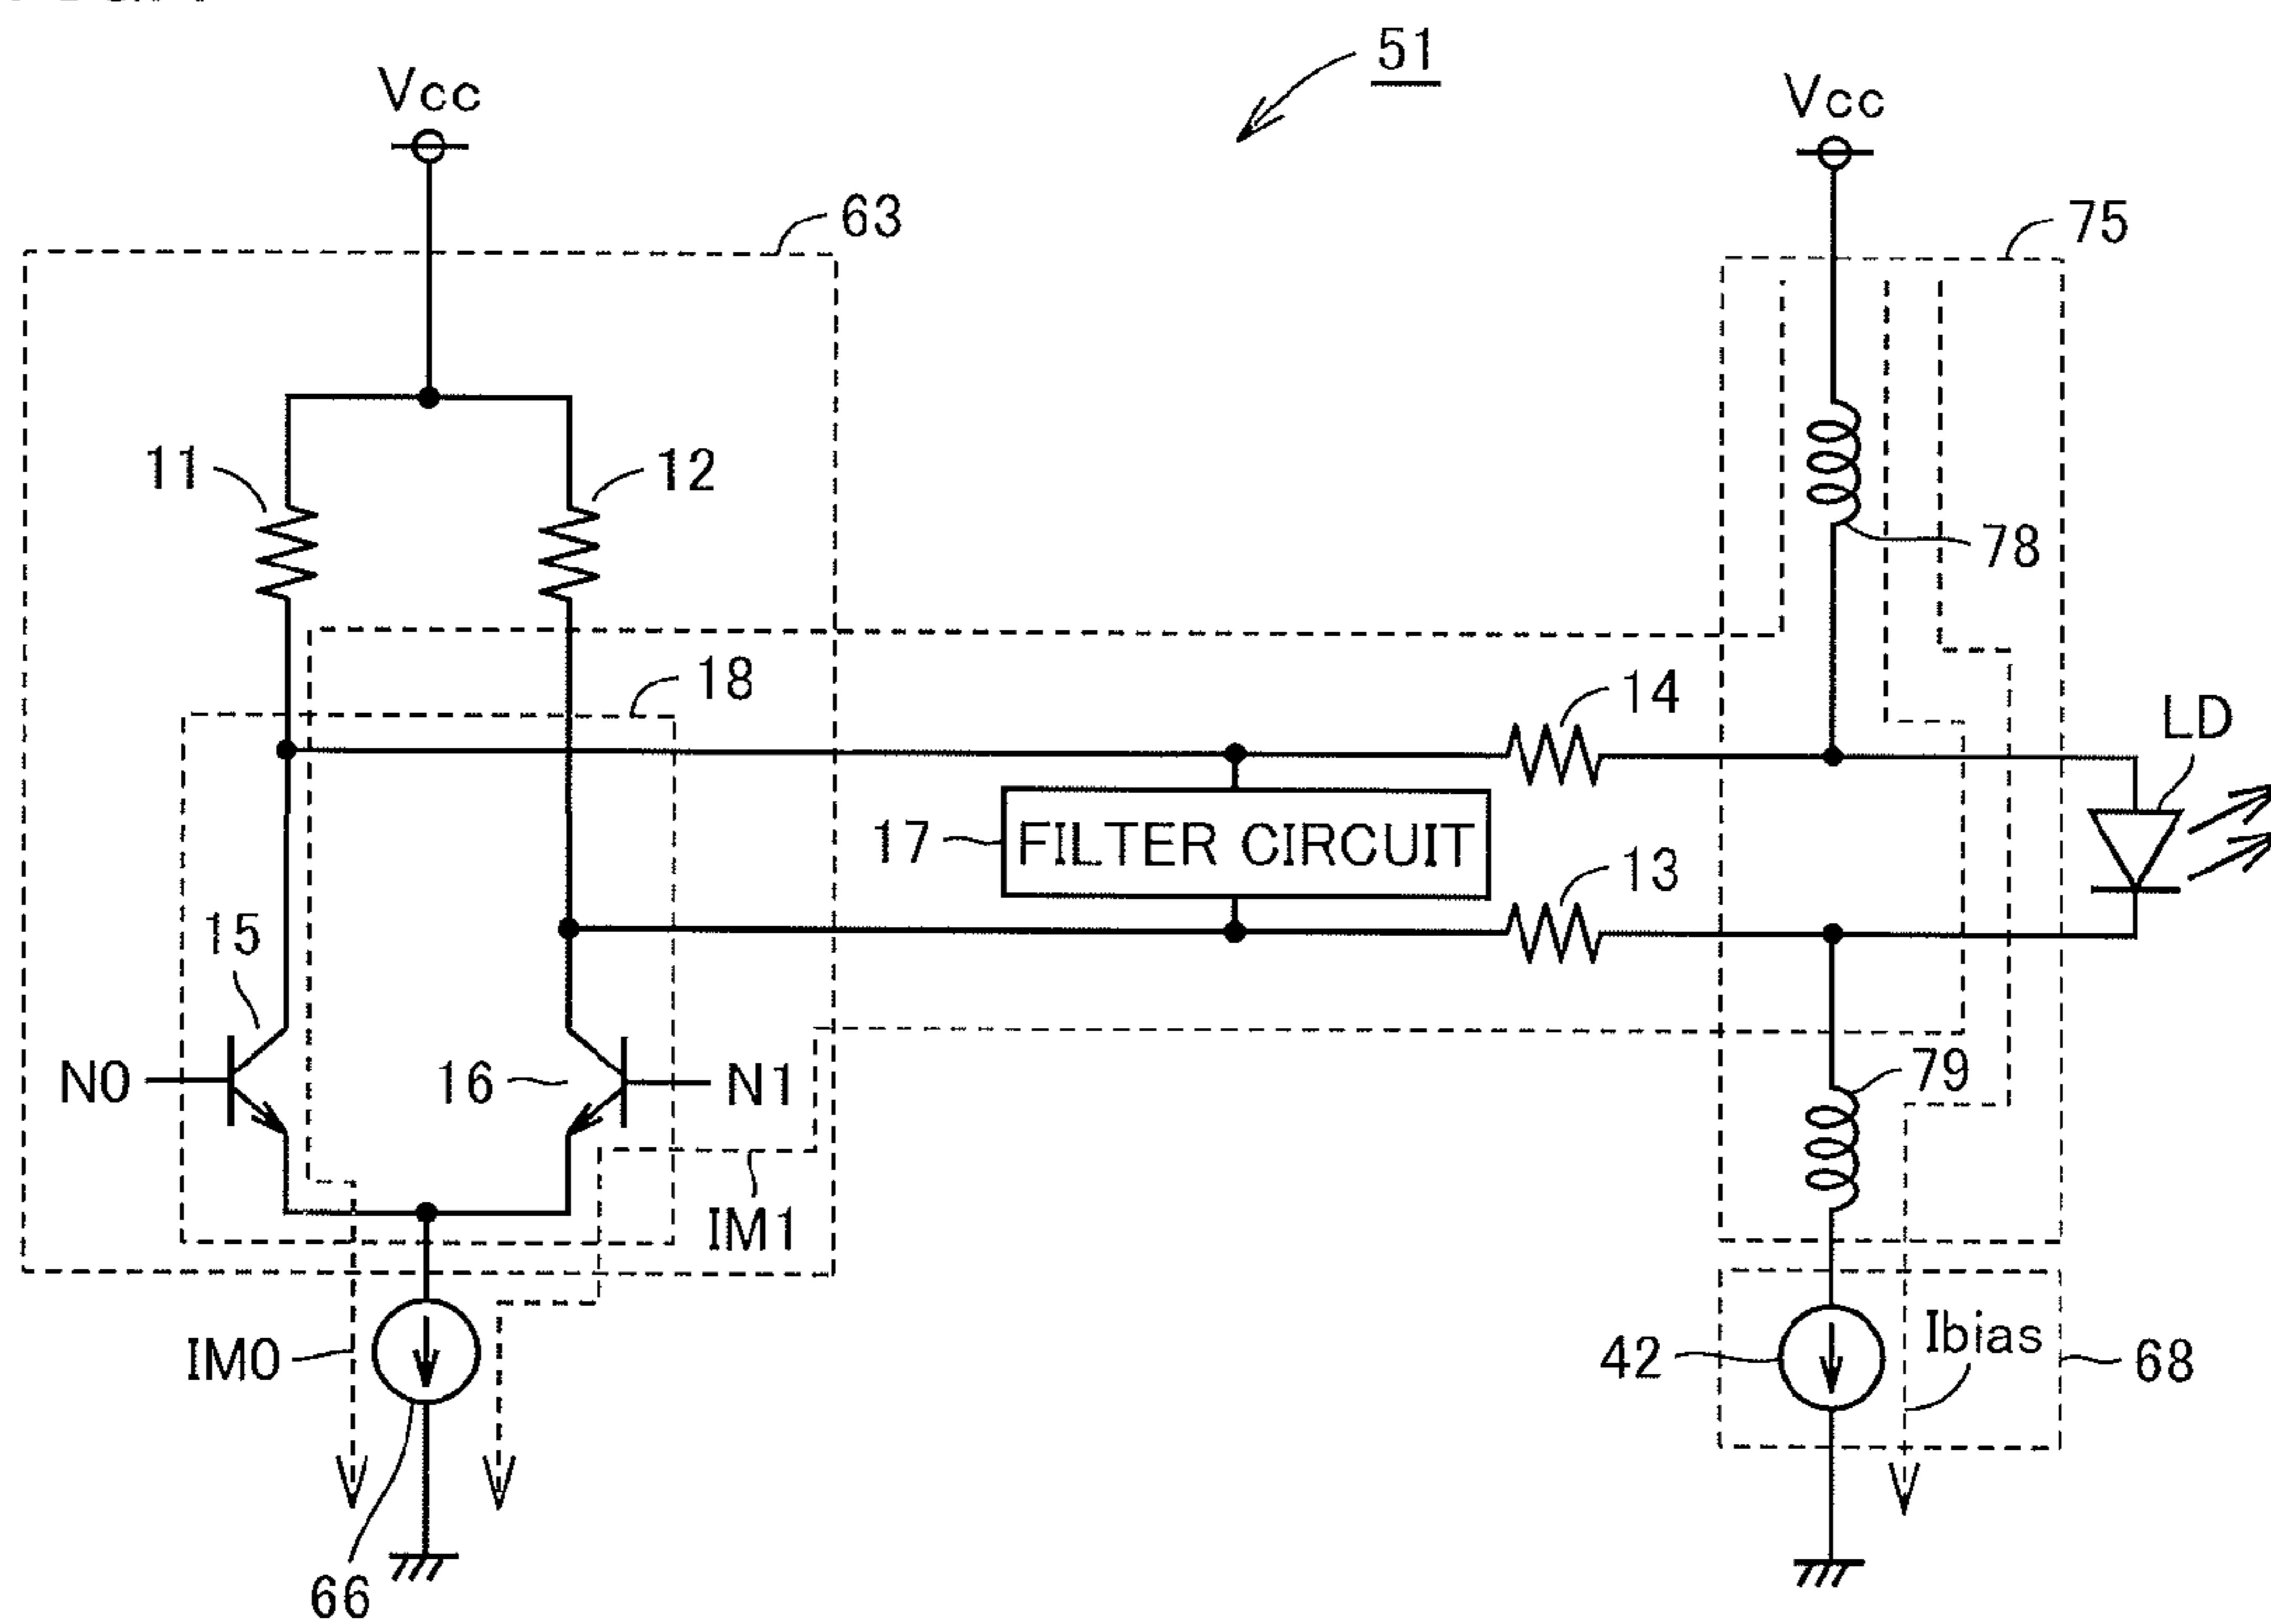 51
Vcc
Vcc
63
75
11
12
78
18
14
LD
17
FILTER CIRCUIT
13
15
79
N0
16
N1
IM1
IM0
42
Ibias
68
66